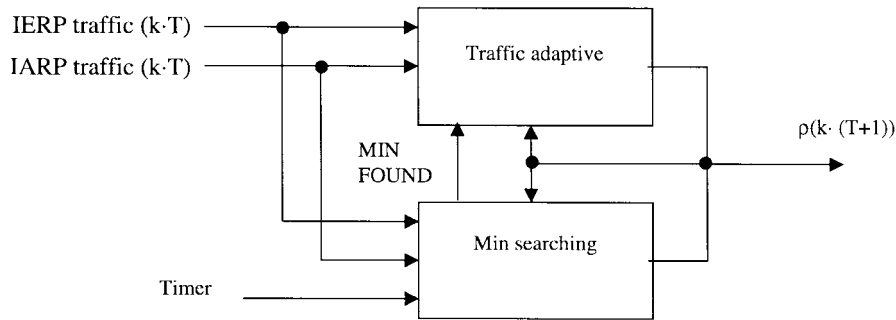 IERP traffic (k·T)
IARP traffic (k·T)
Traffic adaptive
ρ(k· (T+1))
MIN
FOUND
Min searching
Timer